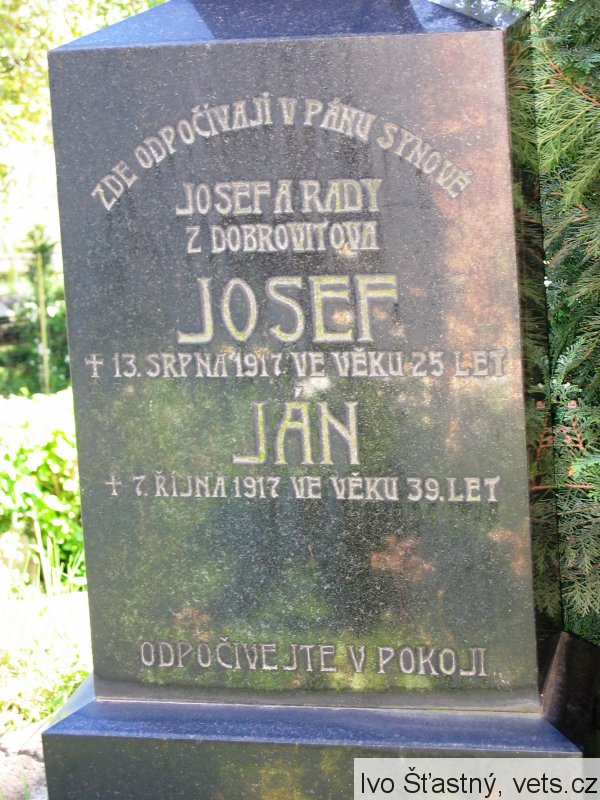 ZDE ODPOČÍVAJÍ V PÁNU SYNOVÉ
JOSEFA RADY
Z DOBROVÍTOVA
JOSEF
✝ 13. SRPNA 1917 VE VĚKU 25 LET
JÁN
✝ 7. ŘÍJNA 1917 VE VĚKU 39. LET
ODPOČÍVEJTE V POKOJI
Ivo Šťastný, vets.cz